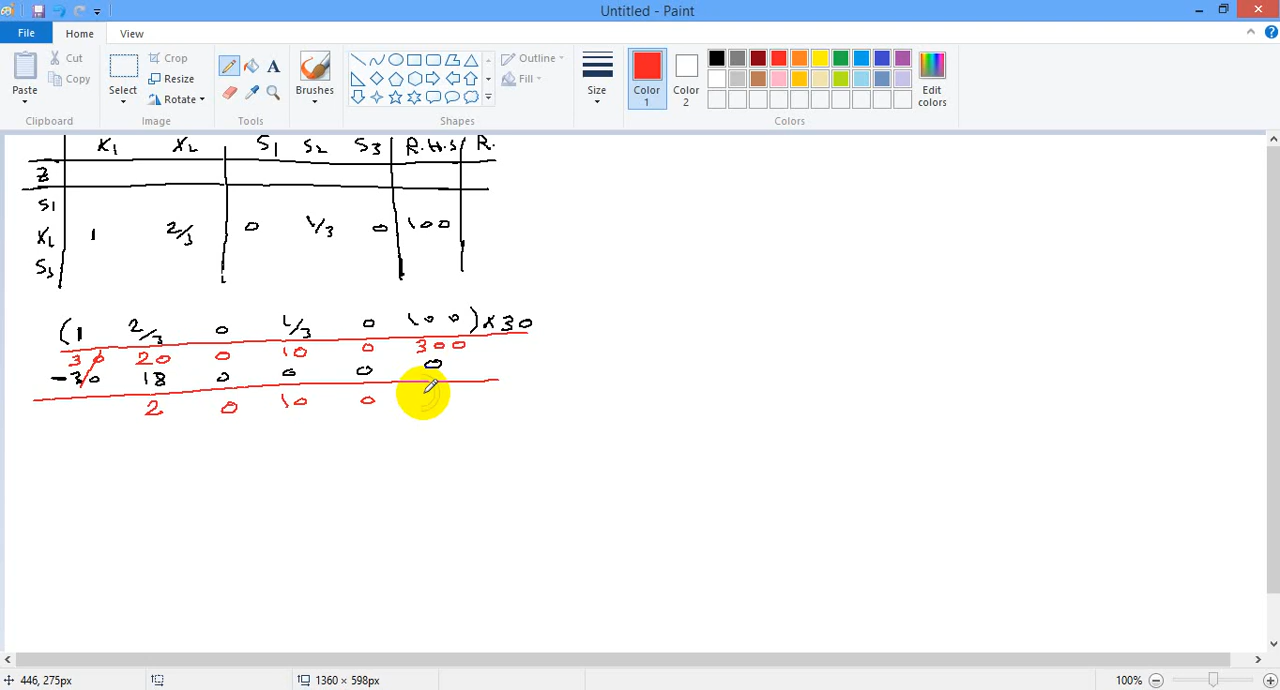 Untitled - Paint
File Home View
Paste
Cut
Copy
Clipboard
Select
Crop
Resize
Rotate
Image
A
Tools
Brushes
Outline
Fill
Shapes
Size
Color 1
Color 2
Edit colors
Colors
X1 X2 S1 S2 S3 R.H.S R.
Z
S1
X1 1 2/3 0 1/3 0 100
S3
(1 2/3 0 1/3 0 100) x 30
30 20 0 10 0 300
-30 18 0 0 0 0
2 0 10 0
446, 275px 1360 × 598px 100%